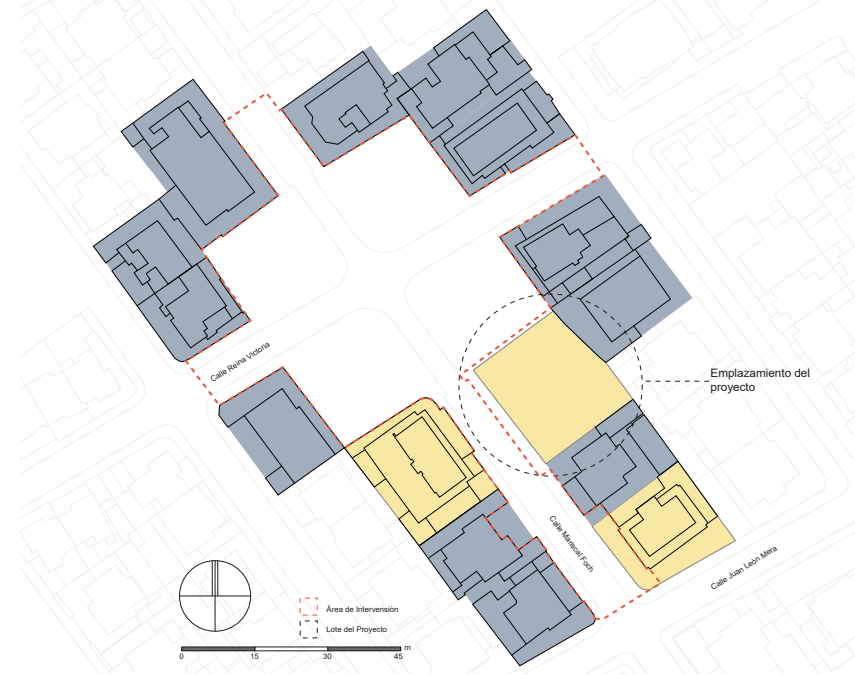 Calle Reina Victoria
Emplazamiento del
proyecto
Calle Mariscal Foch
Calle Juan León Mera
Área de Intervención
Lote del Proyecto
m
0 15 30 45